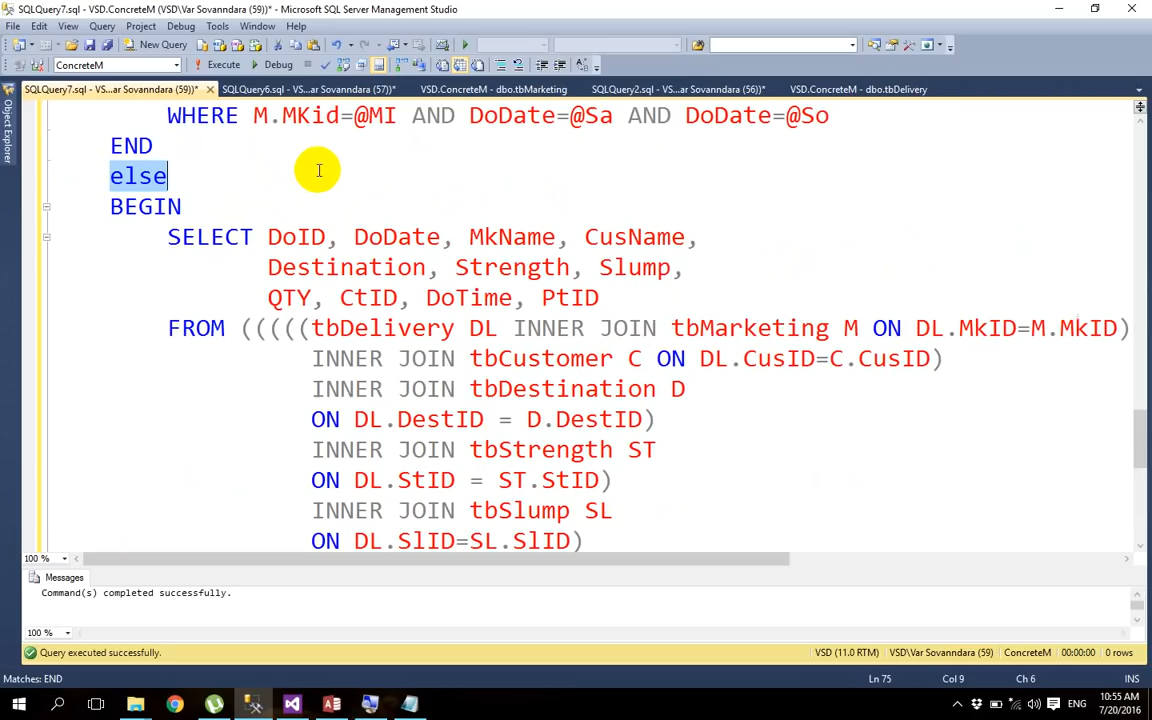 SQLQuery7.sql - VSD.ConcreteM (VSD\Var Sovanndara (59))* - Microsoft SQL Server Management Studio
File Edit View Query Project Debug Tools Window Help
New Query
ConcreteM Execute Debug
SQLQuery7.sql - VS...ar Sovanndara (59))* SQLQuery6.sql - VS...ar Sovanndara (57))* VSD.ConcreteM - dbo.tbMarketing SQLQuery2.sql - VS...ar Sovanndara (56))* VSD.ConcreteM - dbo.tbDelivery
Object Explorer
WHERE M.MKid=@MI AND DoDate=@Sa AND DoDate=@So
END
else
BEGIN
SELECT DoID, DoDate, MkName, CusName,
Destination, Strength, Slump,
QTY, CtID, DoTime, PtID
FROM (((((tbDelivery DL INNER JOIN tbMarketing M ON DL.MkID=M.MkID)
INNER JOIN tbCustomer C ON DL.CusID=C.CusID)
INNER JOIN tbDestination D
ON DL.DestID = D.DestID)
INNER JOIN tbStrength ST
ON DL.StID = ST.StID)
INNER JOIN tbSlump SL
ON DL.SlID=SL.SlID)
100 %
Messages
Command(s) completed successfully.
100 %
Query executed successfully. VSD (11.0 RTM) VSD\Var Sovanndara (59) ConcreteM 00:00:00 0 rows
Matches: END Ln 75 Col 9 Ch 6 INS
ENG 10:55 AM
7/20/2016